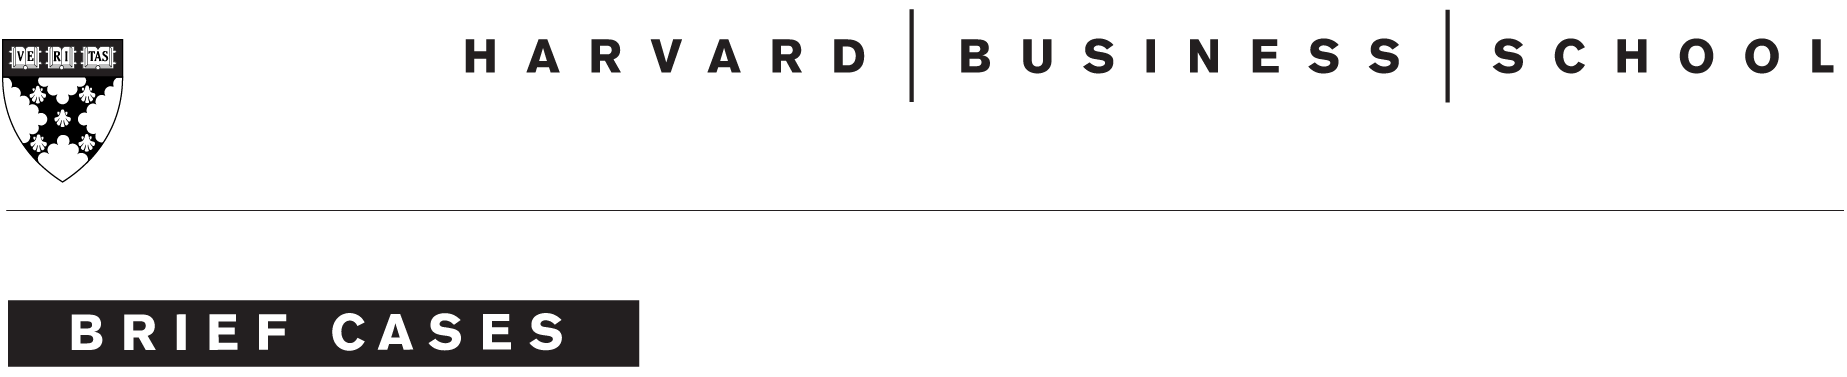 VE RI TAS
HARVARD | BUSINESS | SCHOOL
BRIEF CASES